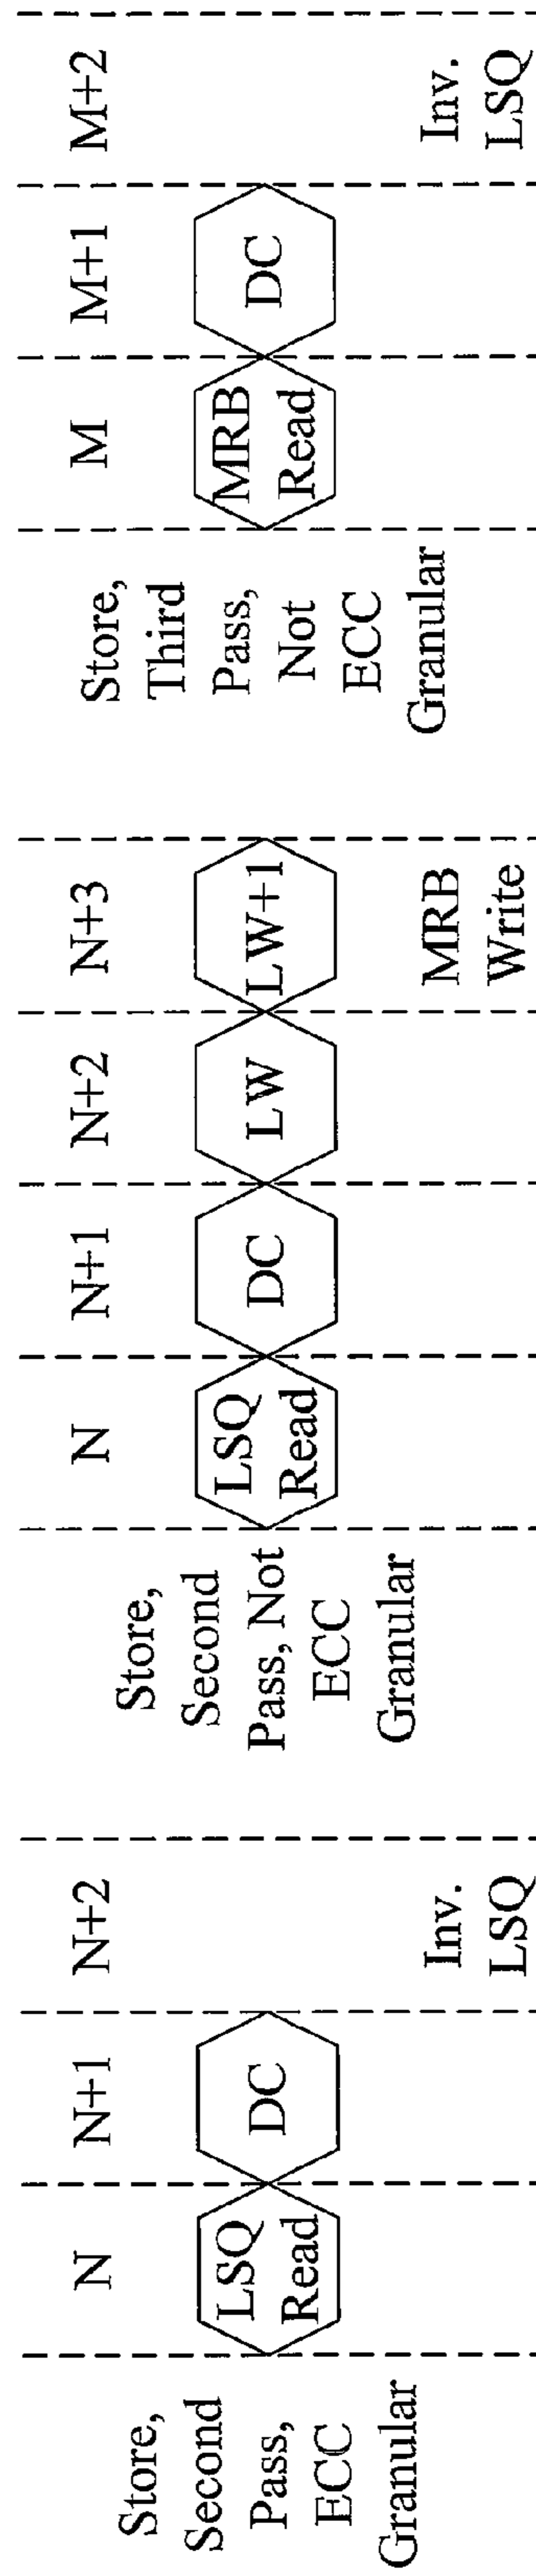 Store,
Second
Pass,
ECC
Granular
N
N+1
N+2
LSQ
Read
DC
Inv.
LSQ
Store,
Second
Pass, Not
ECC
Granular
N
N+1
N+2
N+3
LSQ
Read
DC
LW
LW+1
MRB
Write
Store,
Third
Pass,
Not
ECC
Granular
M
M+1
M+2
MRB
Read
DC
Inv.
LSQ